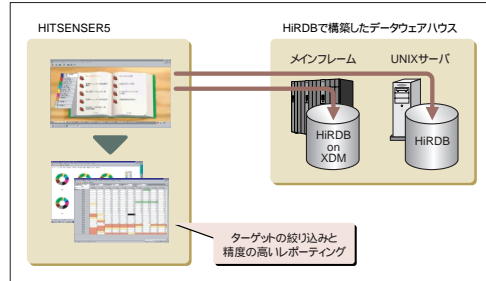 HITSENSER5
HiRDBで構築したデータウェアハウス
メインフレーム
UNIXサーバ
HiRDB
on
XDM
HiRDB
ターゲットの絞り込みと
精度の高いレポーティング